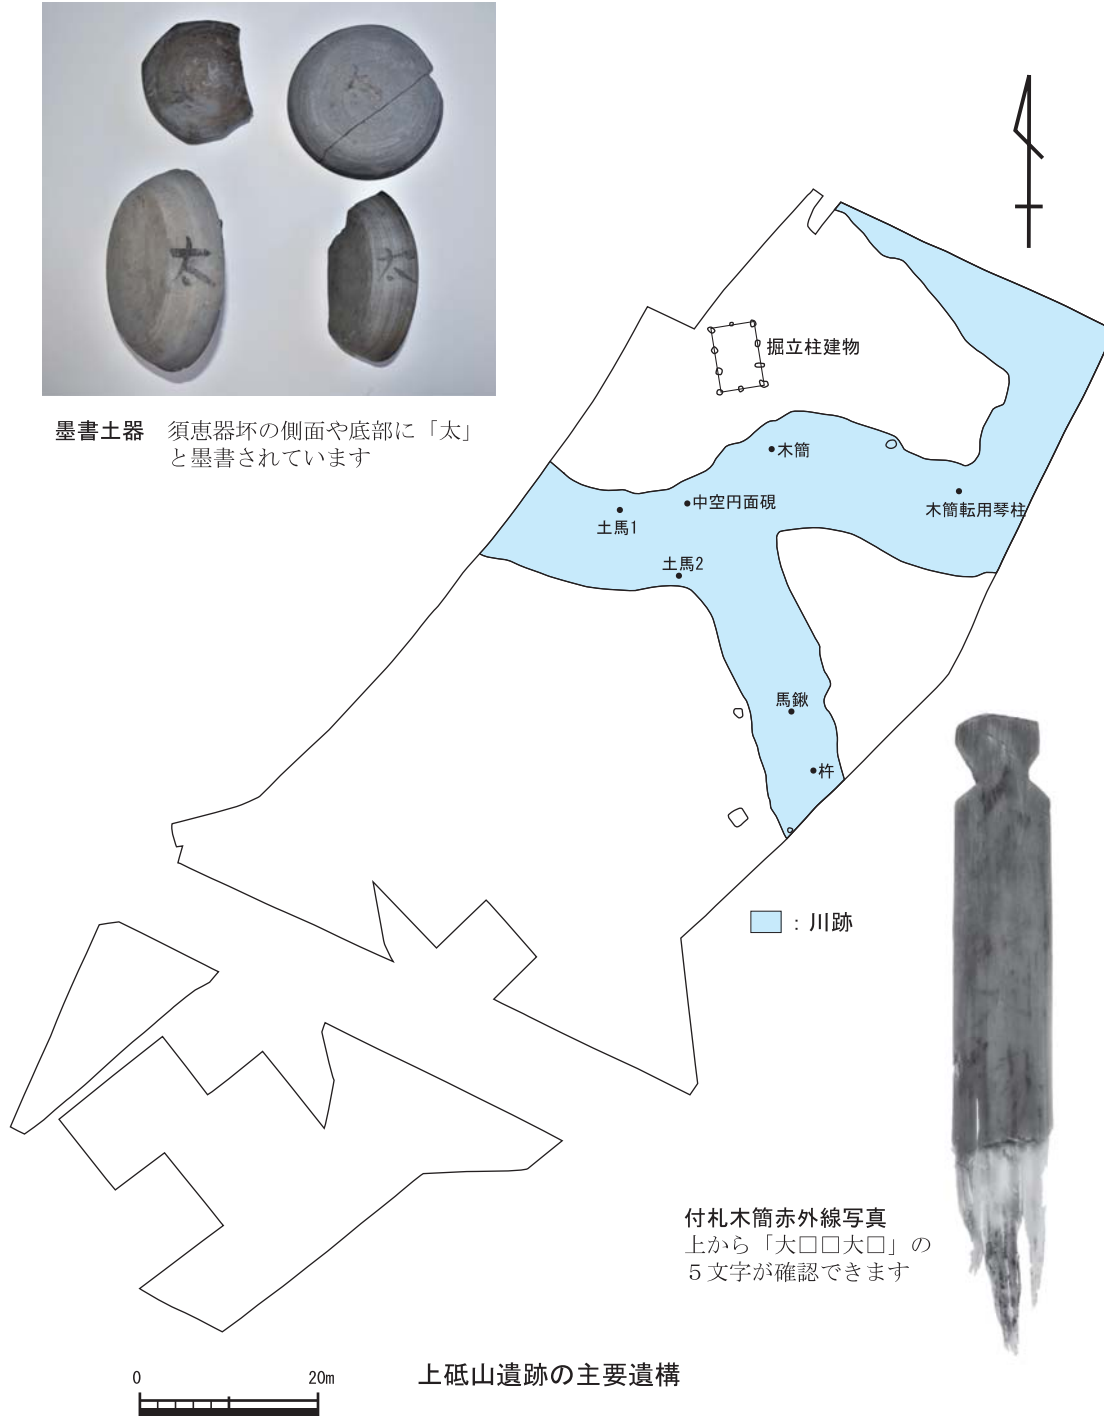 太
墨書土器　須恵器坏の側面や底部に「太」
と墨書されています
掘立柱建物
木簡
中空円面硯
木簡転用琴柱
土馬1
土馬2
馬鍬
杵
：川跡
付札木簡赤外線写真
上から「大□□大□」の
５文字が確認できます
0 20m
上砥山遺跡の主要遺構